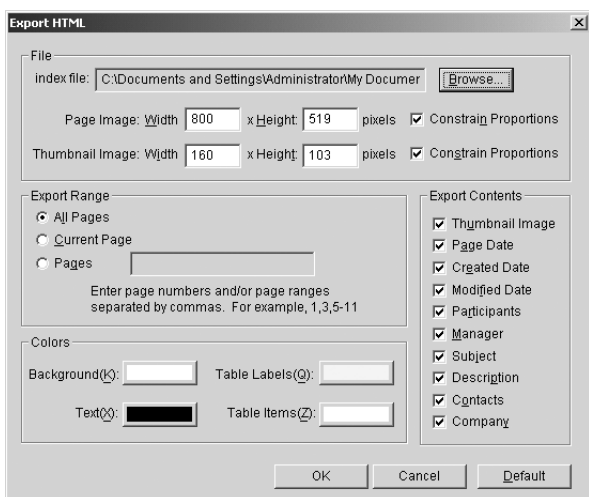 Export HTML
File
index file: C:\Documents and Settings\Administrator\My Documer Browse...
Page Image: Width 800 x Height: 519 pixels Constrain Proportions
Thumbnail Image: Width 160 x Height: 103 pixels Constrain Proportions
Export Range
All Pages
Current Page
Pages
Enter page numbers and/or page ranges
separated by commas. For example, 1,3,5-11
Export Contents
Thumbnail Image
Page Date
Created Date
Modified Date
Participants
Manager
Subject
Description
Contacts
Company
Colors
Background(K): Table Labels(Q):
Text(X): Table Items(Z):
OK Cancel Default